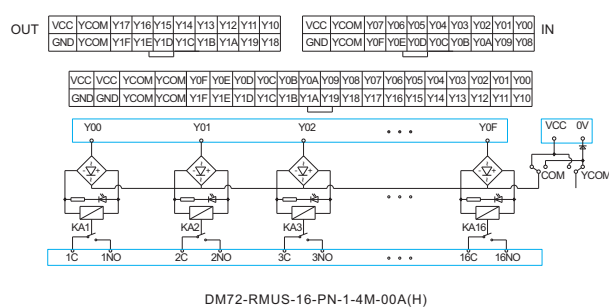 OUT VCC YCOM Y17 Y16 Y15 Y14 Y13 Y12 Y11 Y10
GND YCOM Y1F Y1E Y1D Y1C Y1B Y1A Y19 Y18
VCC YCOM Y07 Y06 Y05 Y04 Y03 Y02 Y01 Y00 IN
GND YCOM Y0F Y0E Y0D Y0C Y0B Y0A Y09 Y08
VCC VCC YCOM YCOM Y0F Y0E Y0D Y0C Y0B Y0A Y09 Y08 Y07 Y06 Y05 Y04 Y03 Y02 Y01 Y00
GND GND YCOM YCOM Y1F Y1E Y1D Y1C Y1B Y1A Y19 Y18 Y17 Y16 Y15 Y14 Y13 Y12 Y11 Y10
Y00 Y01 Y02 Y0F VCC 0V
COM YCOM
KA1 KA2 KA3 KA16
1C 1NO 2C 2NO 3C 3NO 16C 16NO
DM72-RMUS-16-PN-1-4M-00A(H)